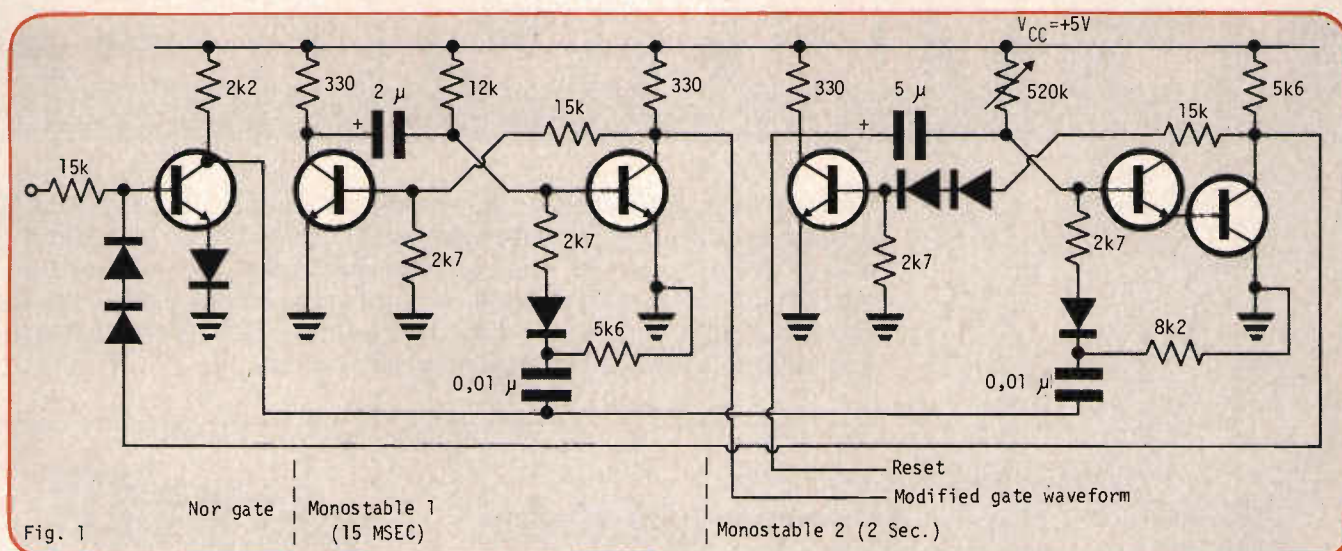 V_CC=+5V
2k2
330
2 µ
+
12k
330
330
5 µ
+
520k
5k6
15k
15k
15k
2k7
2k7
2k7
2k7
5k6
8k2
0,01 µ
0,01 µ
Reset
Modified gate waveform
Nor gate
Monostable 1
(15 MSEC)
Monostable 2 (2 Sec.)
Fig. 1